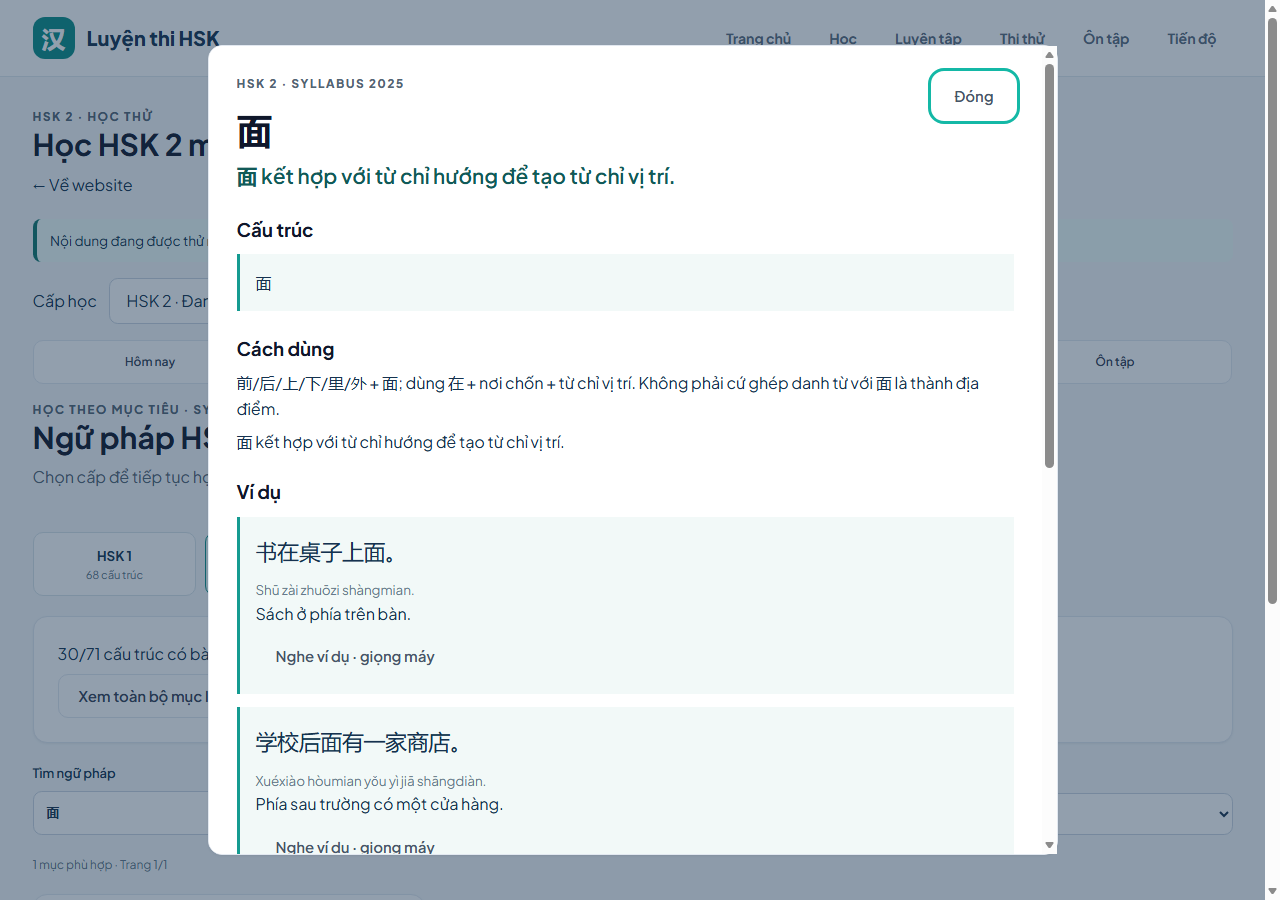 汉 Luyện thi HSK
Trang chủ Học Luyện tập Thi thử Ôn tập Tiến độ
HSK 2 · HỌC THỬ
Học HSK 2
← Về website
Nội dung đang được thử
Cấp học HSK 2 ·
Hôm nay
Ôn tập
HỌC THEO MỤC TIÊU ·
Ngữ pháp
Chọn cấp để tiếp tục
HSK 1
68 cấu trúc
30/71 cấu trúc có
Xem toàn bộ mục
Tìm ngữ pháp
面
1 mục phù hợp · Trang 1/1
HSK 2 · SYLLABUS 2025
Đóng
面
面 kết hợp với từ chỉ hướng để tạo từ chỉ vị trí.
Cấu trúc
面
Cách dùng
前/后/上/下/里/外 + 面; dùng 在 + nơi chốn + từ chỉ vị trí. Không phải cứ ghép danh từ với 面 là thành địa
điểm.
面 kết hợp với từ chỉ hướng để tạo từ chỉ vị trí.
Ví dụ
书在桌子上面。
Shū zài zhuōzi shàngmian.
Sách ở phía trên bàn.
Nghe ví dụ · giọng máy
学校后面有一家商店。
Xuéxiào hòumian yǒu yì jiā shāngdiàn.
Phía sau trường có một cửa hàng.
Nghe ví dụ · giọng máy